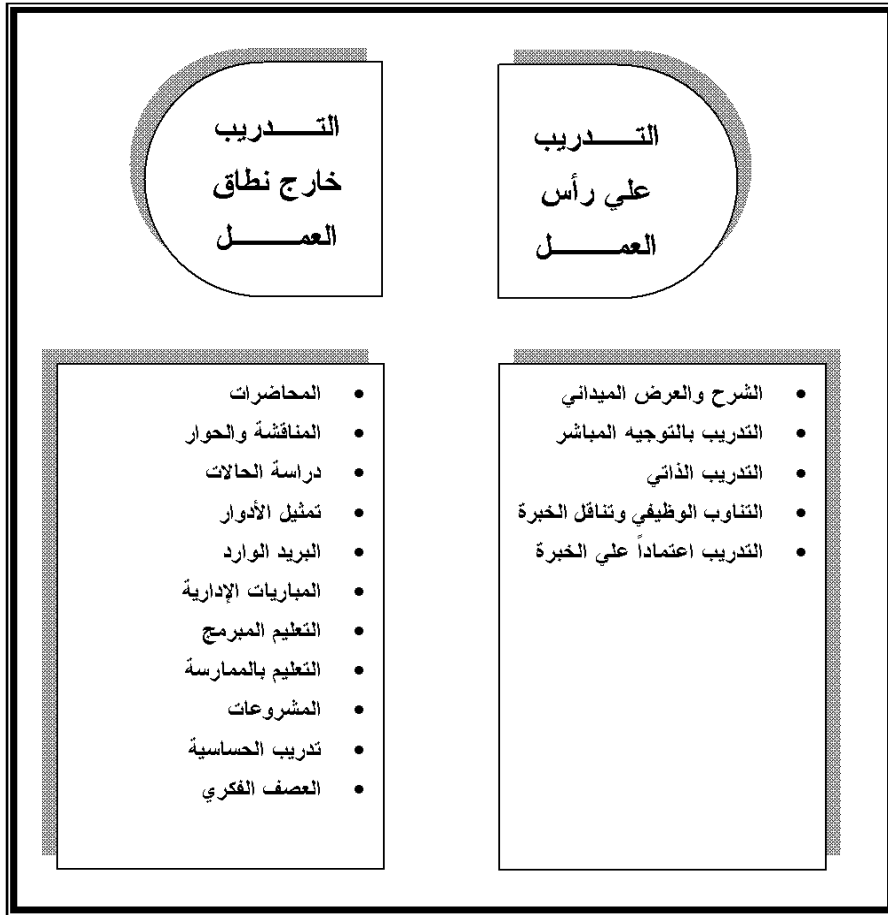 التـــــدريب
علي رأس
العمـــــــل
• الشرح والعرض الميداني
• التدريب بالتوجيه المباشر
• التدريب الذاتي
• التناوب الوظيفي وتناقل الخبرة
• التدريب اعتماداً علي الخبرة
التـــــدريب
خارج نطاق
العمـــــــل
• المحاضرات
• المناقشة والحوار
• دراسة الحالات
• تمثيل الأدوار
• البريد الوارد
• المباريات الإدارية
• التعليم المبرمج
• التعليم بالممارسة
• المشروعات
• تدريب الحساسية
• العصف الفكري